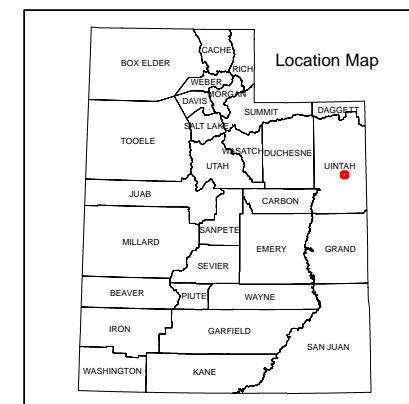 Location Map
CACHE
BOX ELDER
RICH
WEBER
MORGAN
DAVIS
SUMMIT
DAGGETT
SALT LAKE
TOOELE
WASATCH
DUCHESNE
UTAH
UINTAH
JUAB
CARBON
SANPETE
MILLARD
EMERY
GRAND
SEVIER
BEAVER
PIUTE
WAYNE
IRON
GARFIELD
SAN JUAN
WASHINGTON
KANE